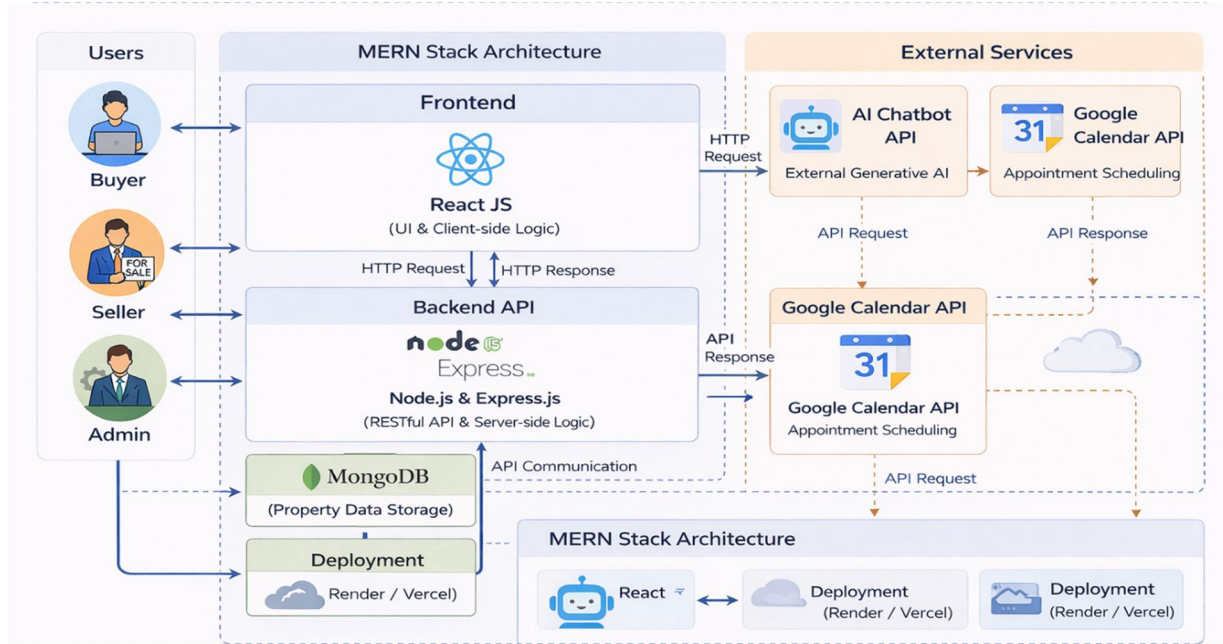 Users
Buyer
FOR
SALE
Seller
Admin
MERN Stack Architecture
Frontend
React JS
(UI & Client-side Logic)
HTTP Request
HTTP Response
Backend API
node JS
Express
Node.js & Express.js
(RESTful API & Server-side Logic)
MongoDB
(Property Data Storage)
API Communication
Deployment
Render / Vercel)
HTTP
Request
API
Response
External Services
AI Chatbot
API
External Generative AI
31
Google
Calendar API
Appointment Scheduling
API Request
API Response
Google Calendar API
31
Google Calendar API
Appointment Scheduling
API Request
MERN Stack Architecture
React
Deployment
(Render / Vercel)
Deployment
(Render / Vercel)